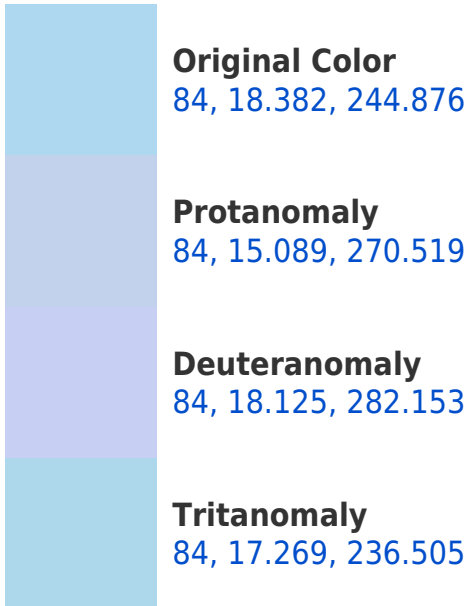 Original Color
84, 18.382, 244.876
Protanomaly
84, 15.089, 270.519
Deuteranomaly
84, 18.125, 282.153
Tritanomaly
84, 17.269, 236.505